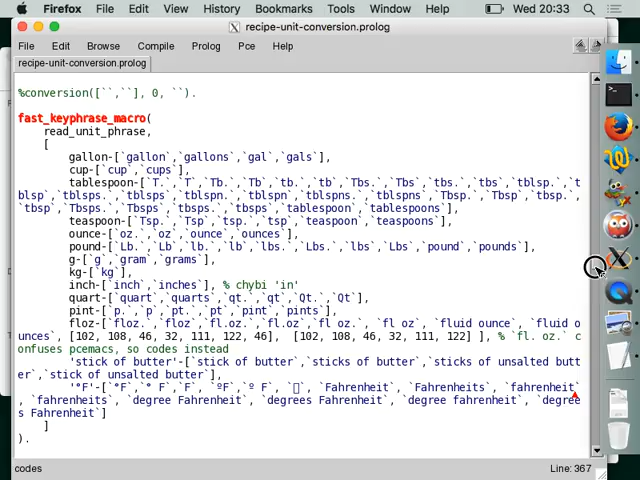 Firefox File Edit View History Bookmarks Tools Window Help Wed 20:33
recipe-unit-conversion.prolog
File Edit Browse Compile Prolog Pce Help
recipe-unit-conversion.prolog
%conversion([``,``], 0, ``).
fast_keyphrase_macro(
read_unit_phrase,
[
gallon-[`gallon`,`gallons`,`gal`,`gals`],
cup-[`cup`,`cups`],
tablespoon-[`T.`,`T`,`Tb.`,`Tb`,`tb.`,`tb`,`Tbs.`,`Tbs`,`tbs.`,`tbs`,`tblsp.`,`t
blsp`,`tblsps.`,`tblsps`,`tblspn.`,`tblspn`,`tblspns.`,`tblspns`,`Tbsp.`,`Tbsp`,`tbsp.`,
`tbsp`,`Tbsps.`,`Tbsps`,`tbsps.`,`tbsps`,`tablespoon`,`tablespoons`],
teaspoon-[`Tsp.`,`Tsp`,`tsp.`,`tsp`,`teaspoon`,`teaspoons`],
ounce-[`oz.`,`oz`,`ounce`,`ounces`],
pound-[`Lb.`,`Lb`,`lb.`,`lb`,`lbs.`,`Lbs.`,`lbs`,`Lbs`,`pound`,`pounds`],
g-[`g`,`gram`,`grams`],
kg-[`kg`],
inch-[`inch`,`inches`], % chybi 'in'
quart-[`quart`,`quarts`,`qt.`,`qt`,`Qt.`,`Qt`],
pint-[`p.`,`p`,`pt.`,`pt`,`pint`,`pints`],
floz-[`floz.`,`floz`,`fl.oz.`,`fl.oz`,`fl oz.`, `fl oz`, `fluid ounce`, `fluid o
unces`, [102, 108, 46, 32, 111, 122, 46],  [102, 108, 46, 32, 111, 122] ], % `fl. oz.` c
onfuses pcemacs, so codes instead
'stick of butter'-[`stick of butter`,`sticks of butter`,`sticks of unsalted butt
er`,`stick of unsalted butter`],
'°F'-[`°F`,`° F`,`F`, `ºF`,`º F`, `▯`, `Fahrenheit`, `Fahrenheits`, `fahrenheit`
, `fahrenheits`, `degree Fahrenheit`, `degrees Fahrenheit`, `degree fahrenheit`, `degree
s Fahrenheit`]
]
).
codes Line: 367